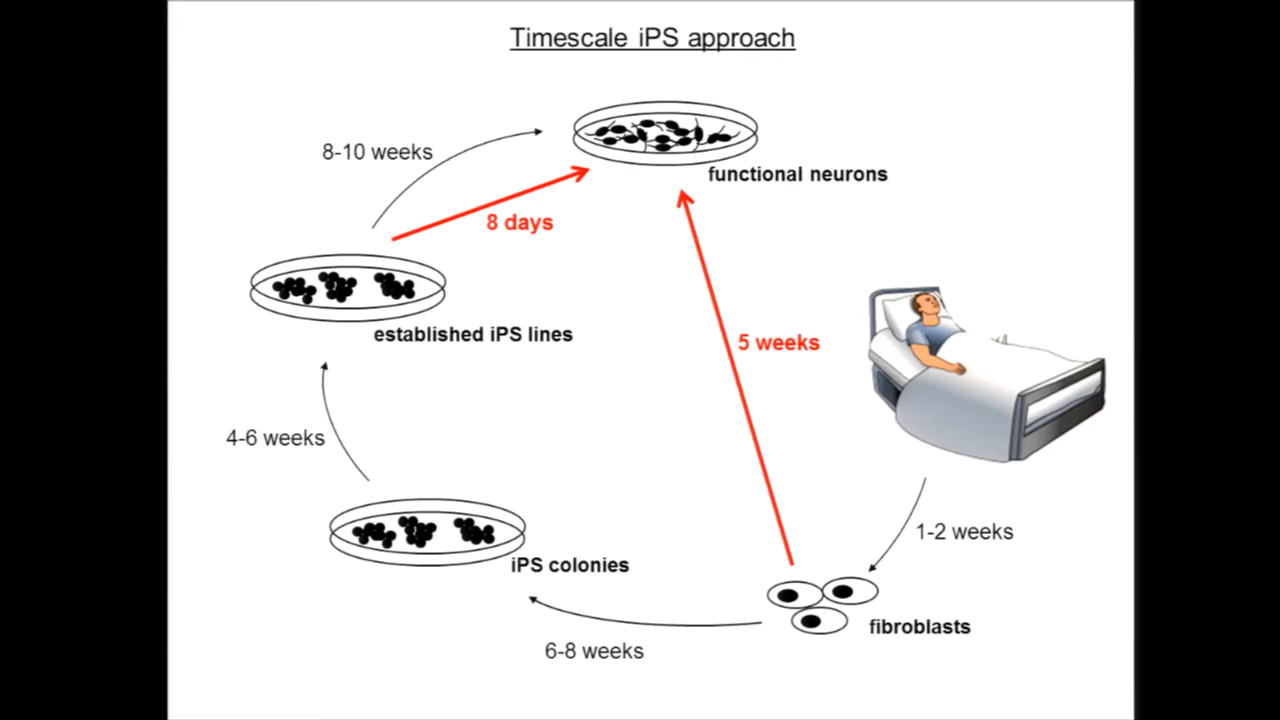 Timescale iPS approach
8-10 weeks
functional neurons
8 days
established iPS lines
5 weeks
4-6 weeks
1-2 weeks
iPS colonies
fibroblasts
6-8 weeks